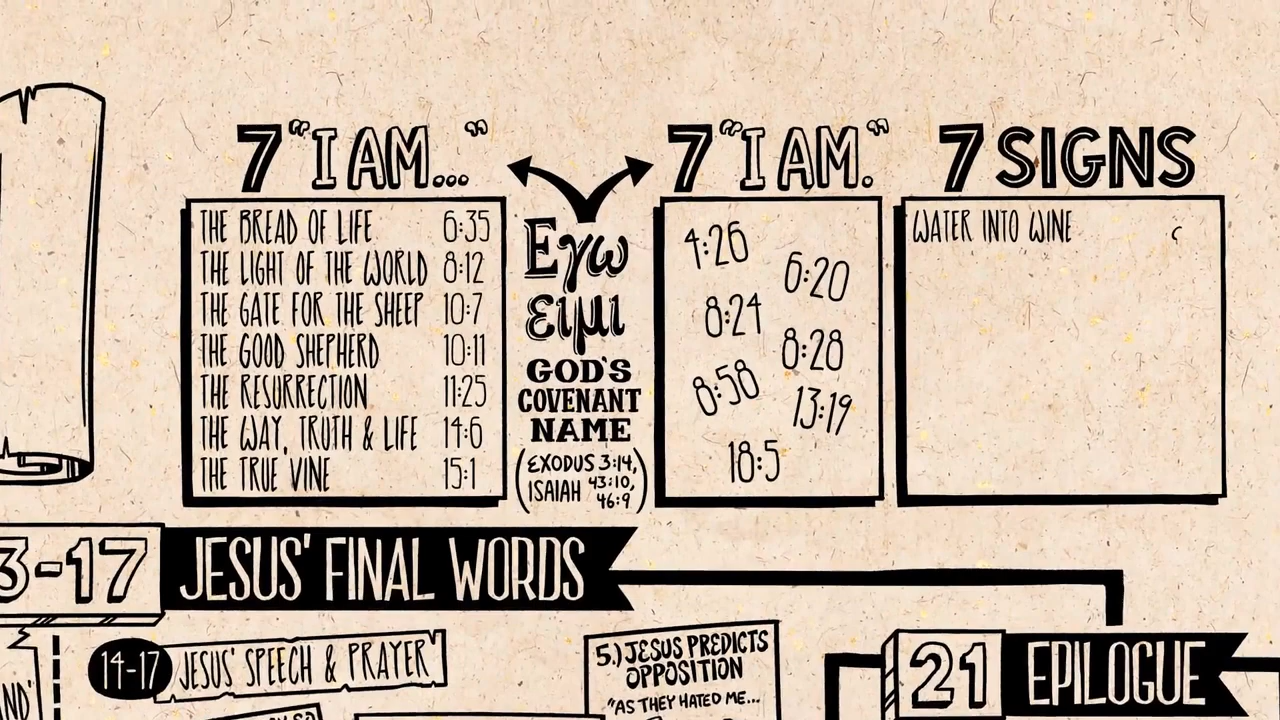 7 "I AM..."
THE BREAD OF LIFE 6:35
THE LIGHT OF THE WORLD 8:12
THE GATE FOR THE SHEEP 10:7
THE GOOD SHEPHERD 10:11
THE RESURRECTION 11:25
THE WAY, TRUTH & LIFE 14:6
THE TRUE VINE 15:1
Εγω
ειμι
GOD'S
COVENANT
NAME
(EXODUS 3:14,
ISAIAH 43:10,
46:9)
7 "I AM."
4:26
6:20
8:24
8:28
8:58
13:19
18:5
7 SIGNS
WATER INTO WINE
3-17 JESUS' FINAL WORDS
14-17 JESUS' SPEECH & PRAYER
5.) JESUS PREDICTS
OPPOSITION
"AS THEY HATED ME...
21 EPILOGUE